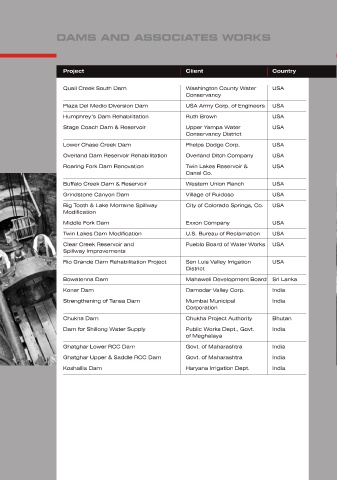 DAMS AND ASSOCIATES WORKS
Project Client Country
Quail Creek South Dam Washington County Water USA
Conservancy
Plaza Del Medio Diversion Dam USA Army Corp. of Engineers USA
Humphrey's Dam Rehabilitation Ruth Brown USA
Stage Coach Dam & Reservoir Upper Yampa Water USA
Conservancy District
Lower Chase Creek Dam Phelps Dodge Corp. USA
Overland Dam Reservoir Rehabilitation Overland Ditch Company USA
Roaring Fork Dam Renovation Twin Lakes Reservoir & USA
Canal Co.
Buffalo Creek Dam & Reservoir Western Union Ranch USA
Grindstone Canyon Dam Village of Ruidoso USA
Big Tooth & Lake Morraine Spillway City of Colorado Springs, Co. USA
Modification
Middle Fork Dam Exxon Company USA
Twin Lakes Dam Modification U.S. Bureau of Reclamation USA
Clear Creek Reservoir and Pueblo Board of Water Works USA
Spillway Improvements
Rio Grande Dam Rehabilitation Project San Luis Valley Irrigation USA
District
Bowatenna Dam Mahaweli Development Board Sri Lanka
Konar Dam Damodar Valley Corp. India
Strengthening of Tansa Dam Mumbai Municipal India
Corporation
Chukha Dam Chukha Project Authority Bhutan
Dam for Shillong Water Supply Public Works Dept., Govt. India
of Meghalaya
Ghatghar Lower RCC Dam Govt. of Maharashtra India
Ghatghar Upper & Saddle RCC Dam Govt. of Maharashtra India
Koshallia Dam Haryana Irrigation Dept. India